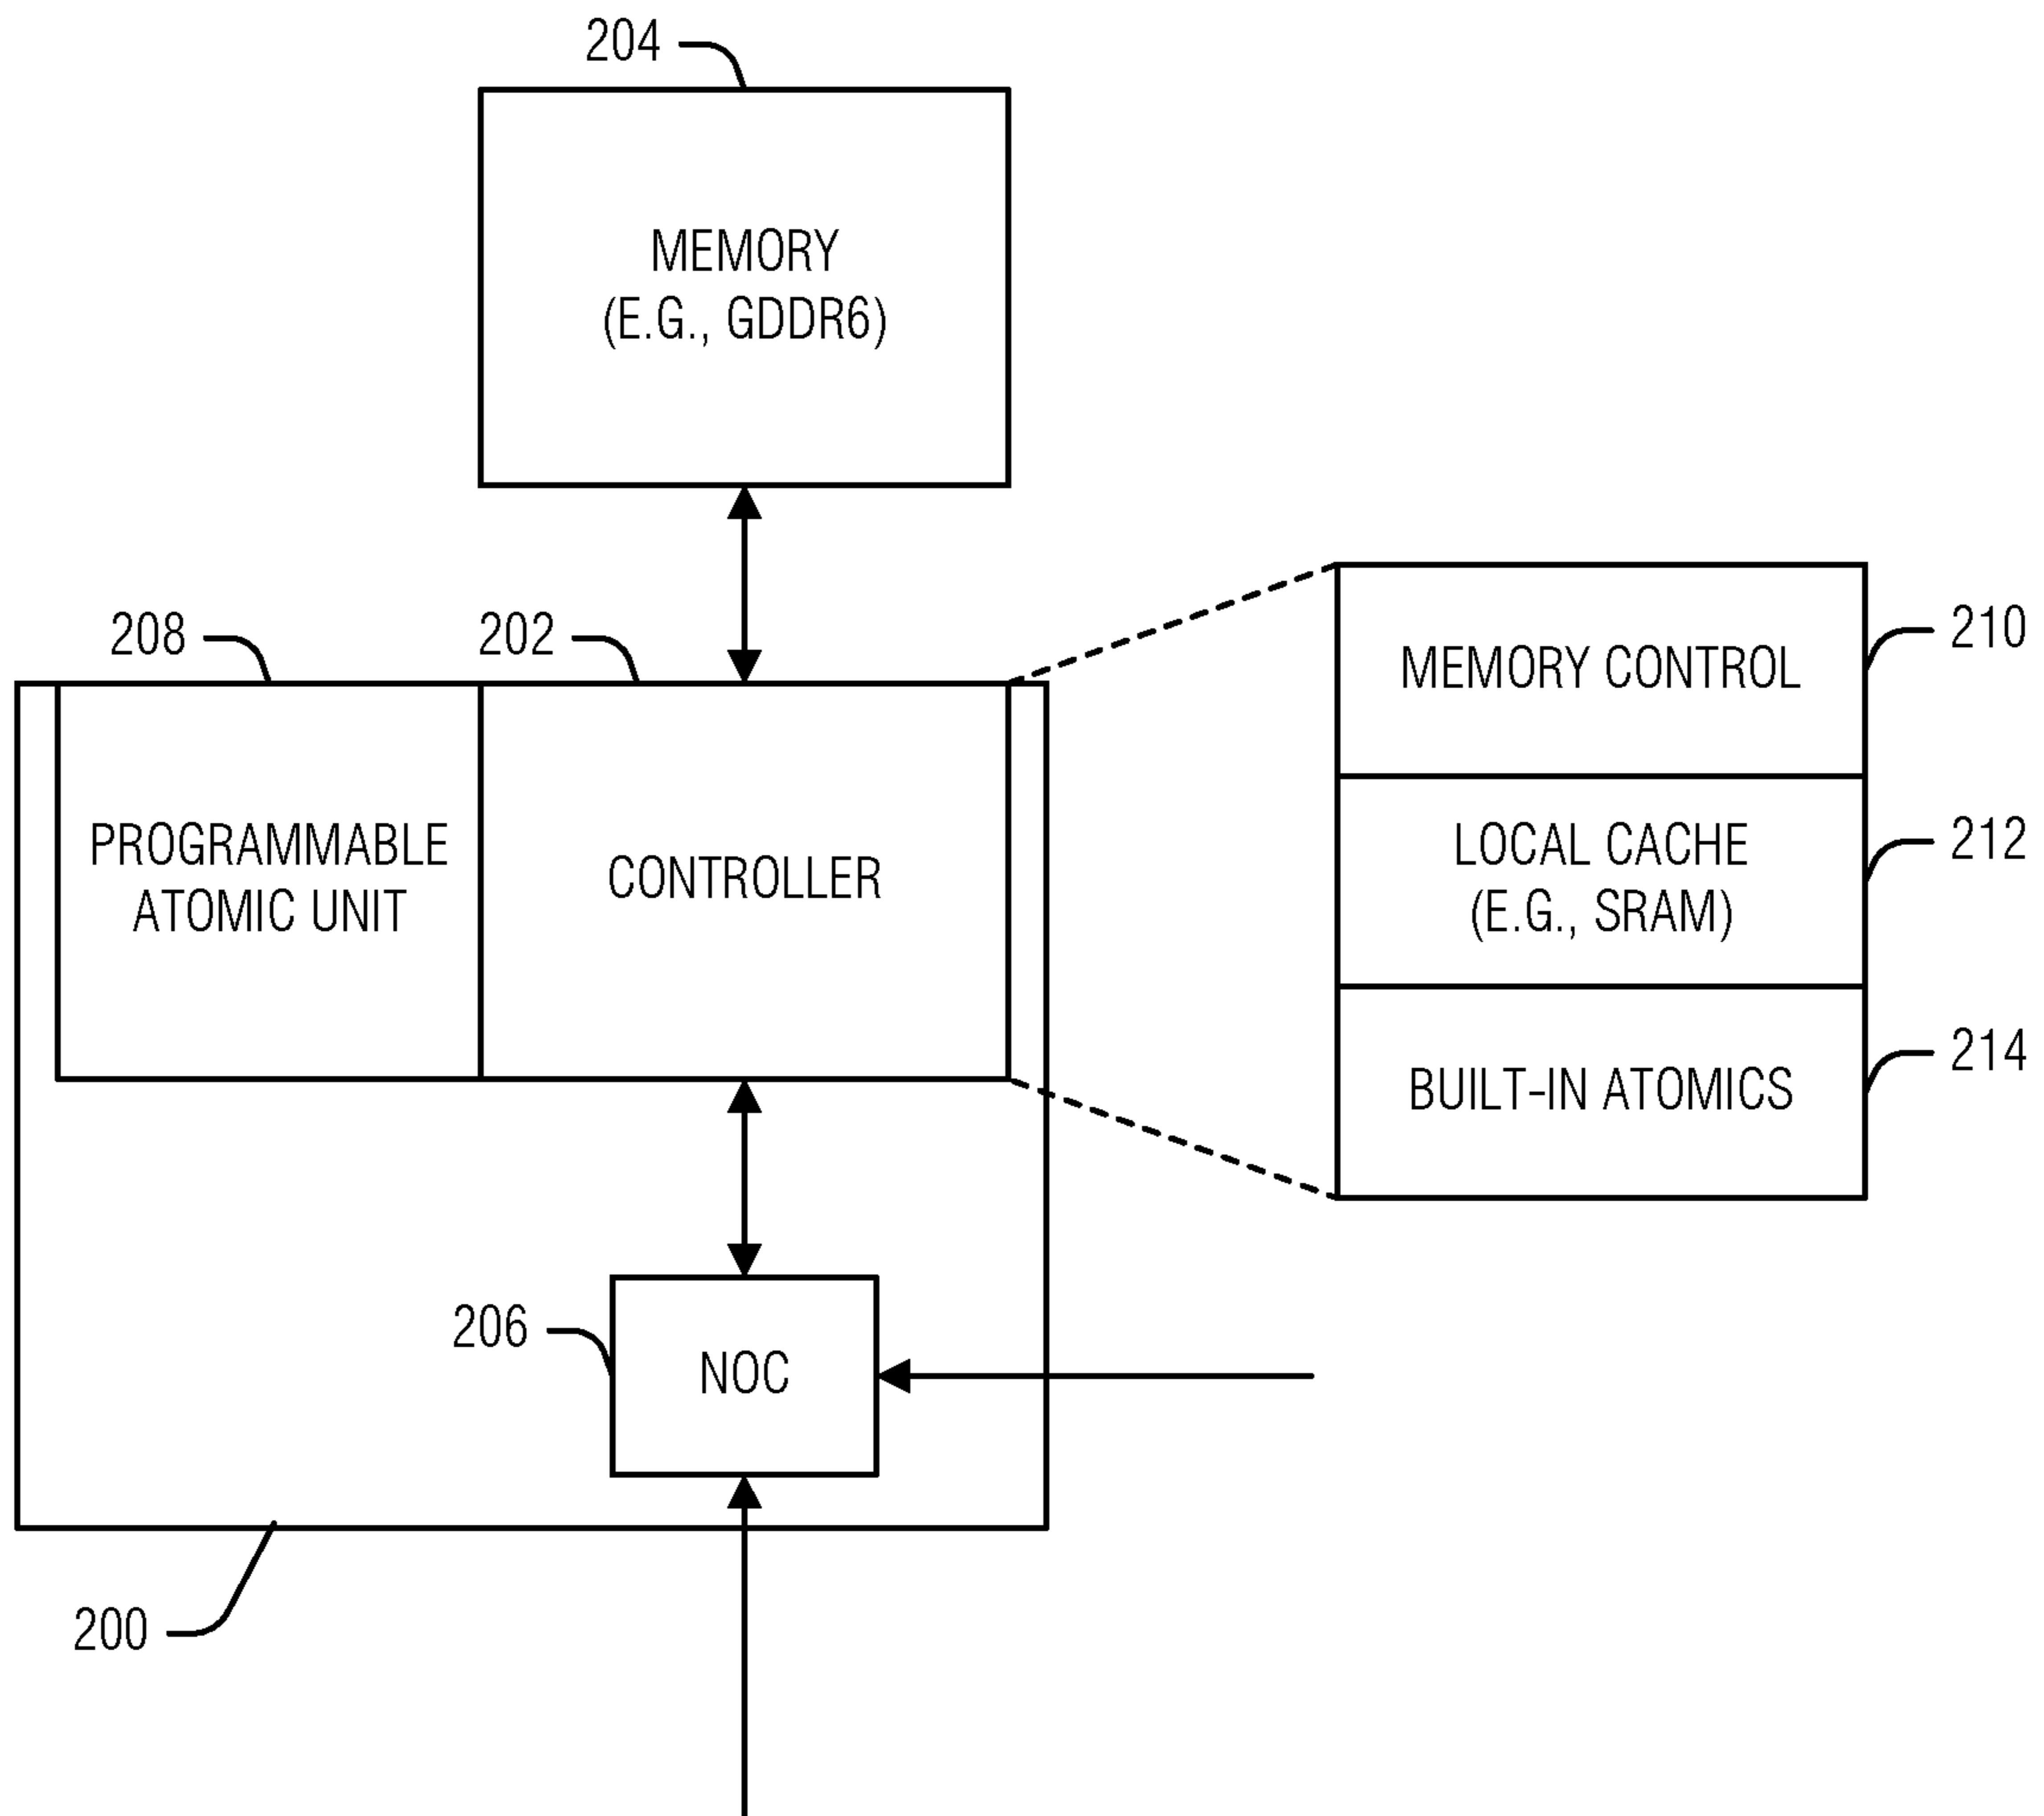 204
MEMORY
(E.G., GDDR6)
208
202
210
MEMORY CONTROL
PROGRAMMABLE
ATOMIC UNIT
CONTROLLER
212
LOCAL CACHE
(E.G., SRAM)
214
BUILT-IN ATOMICS
206
NOC
200